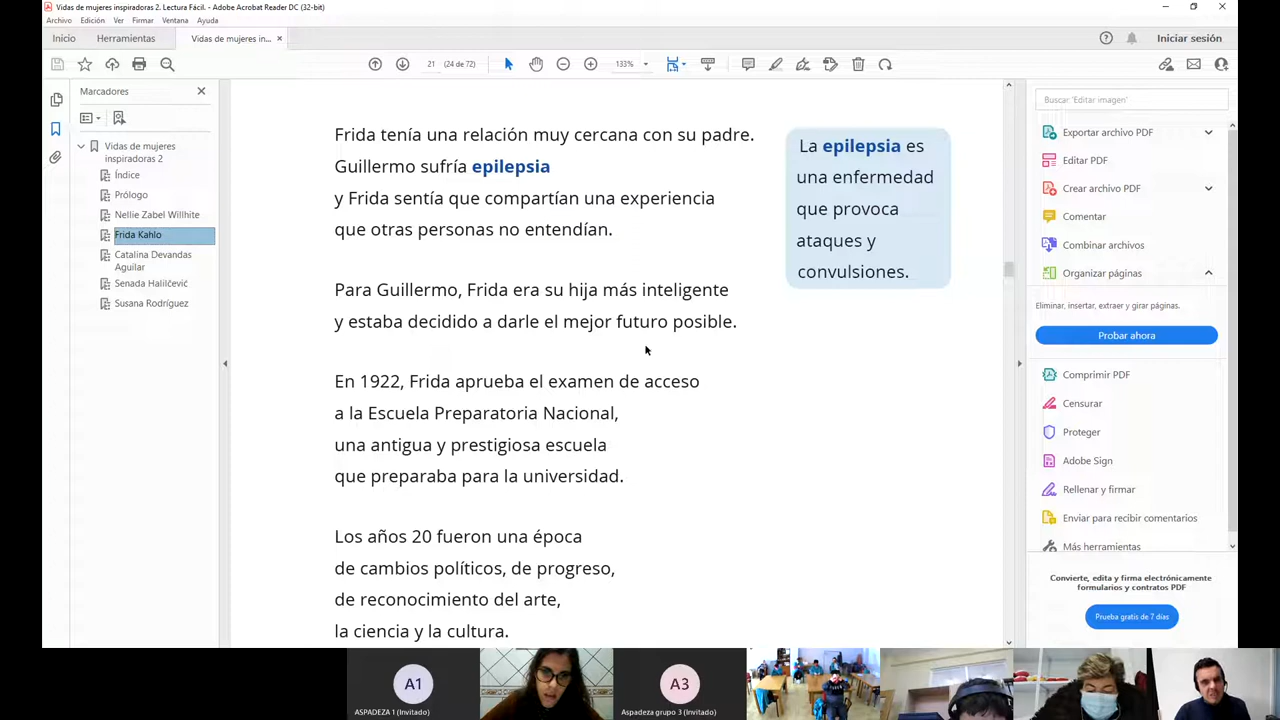 Vidas de mujeres inspiradoras 2. Lectura Fácil. - Adobe Acrobat Reader DC (32-bit)
Archivo Edición Ver Firmar Ventana Ayuda
Inicio Herramientas Vidas de mujeres in... × Iniciar sesión
21 (24 de 72) 133%
Marcadores
Vidas de mujeres
inspiradoras 2
Índice
Prólogo
Nellie Zabel Willhite
Frida Kahlo
Catalina Devandas
Aguilar
Senada Halilčević
Susana Rodríguez
Frida tenía una relación muy cercana con su padre.
Guillermo sufría epilepsia
y Frida sentía que compartían una experiencia
que otras personas no entendían.
Para Guillermo, Frida era su hija más inteligente
y estaba decidido a darle el mejor futuro posible.
En 1922, Frida aprueba el examen de acceso
a la Escuela Preparatoria Nacional,
una antigua y prestigiosa escuela
que preparaba para la universidad.
Los años 20 fueron una época
de cambios políticos, de progreso,
de reconocimiento del arte,
la ciencia y la cultura.
La epilepsia es
una enfermedad
que provoca
ataques y
convulsiones.
Buscar: 'Editar imagen'
Exportar archivo PDF
Editar PDF
Crear archivo PDF
Comentar
Combinar archivos
Organizar páginas
Eliminar, insertar, extraer y girar páginas.
Probar ahora
Comprimir PDF
Censurar
Proteger
Adobe Sign
Rellenar y firmar
Enviar para recibir comentarios
Más herramientas
Convierte, edita y firma electrónicamente
formularios y contratos PDF
Prueba gratis de 7 días
A1
ASPADEZA 1 (Invitado)
A3
Aspadeza grupo 3 (Invitado)